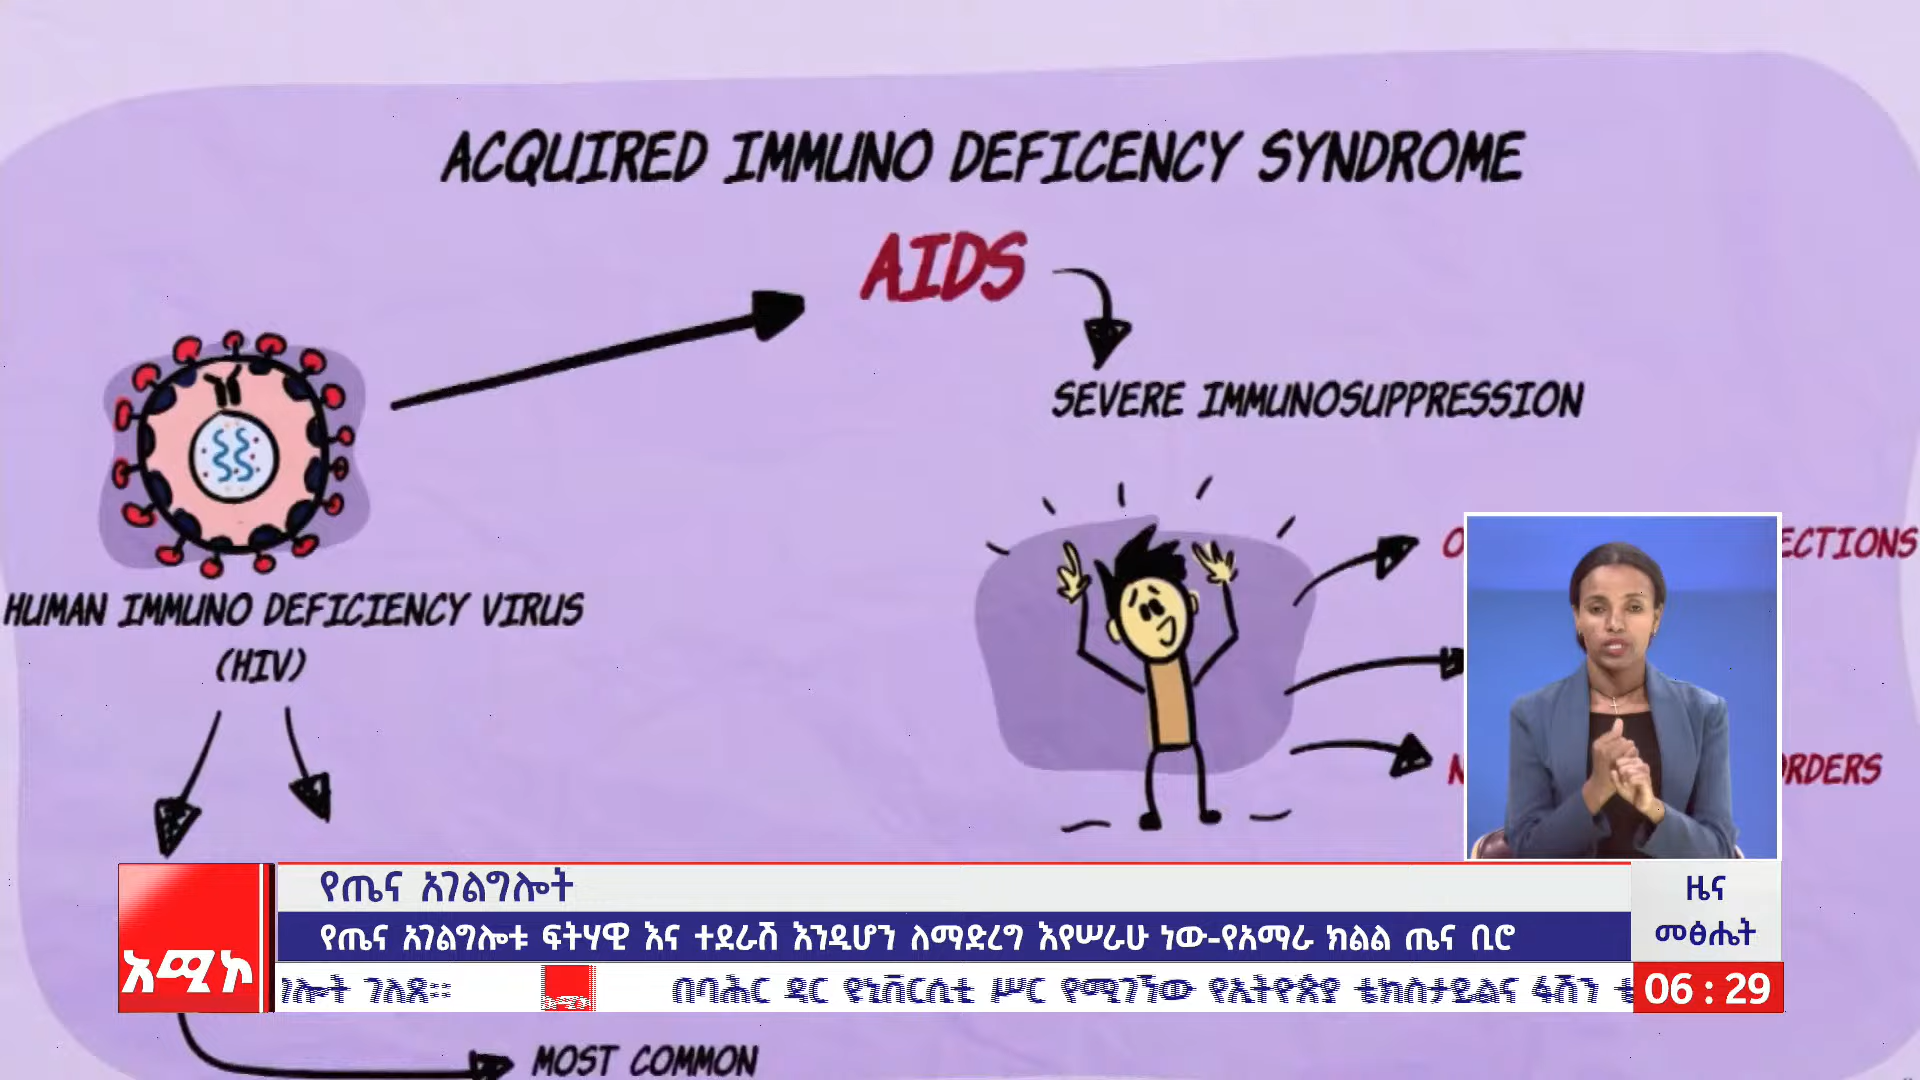 ACQUIRED IMMUNO DEFICENCY SYNDROME
AIDS
SEVERE IMMUNOSUPPRESSION
ECTIONS
HUMAN IMMUNO DEFICIENCY VIRUS
(HIV)
RDERS
የጤና አገልግሎት
ዜና
መፅሔት
የጤና አገልግሎቱ ፍትሃዊ እና ተደራሽ እንዲሆን ለማድረግ እየሠራሁ ነው-የአማራ ክልል ጤና ቢሮ
አሚኮ
ገሎት ገለጸ።
በባሕር ዳር ዩኒቨርሲቲ ሥር የሚገኘው የኢትዮጵያ ቴክስታይልና ፋሽን
06:29
MOST COMMON